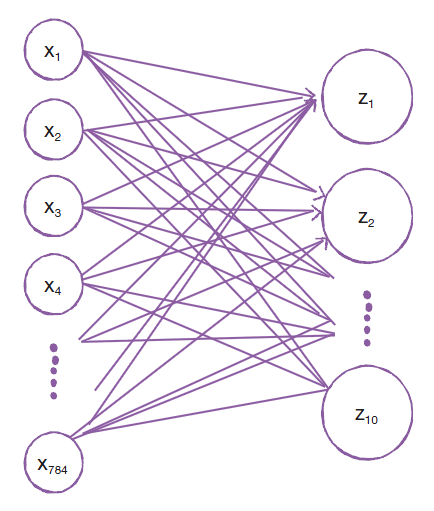 x₁
x₂
x₃
x₄
x₇₈₄
z₁
z₂
z₁₀